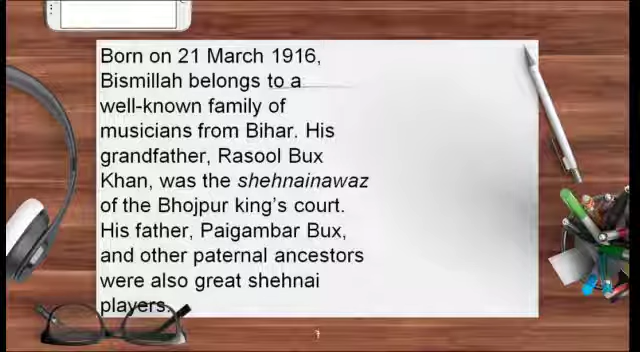 Born on 21 March 1916,
Bismillah belongs to a
well-known family of
musicians from Bihar. His
grandfather, Rasool Bux
Khan, was the shehnainawaz
of the Bhojpur king’s court.
His father, Paigambar Bux,
and other paternal ancestors
were also great shehnai
players.